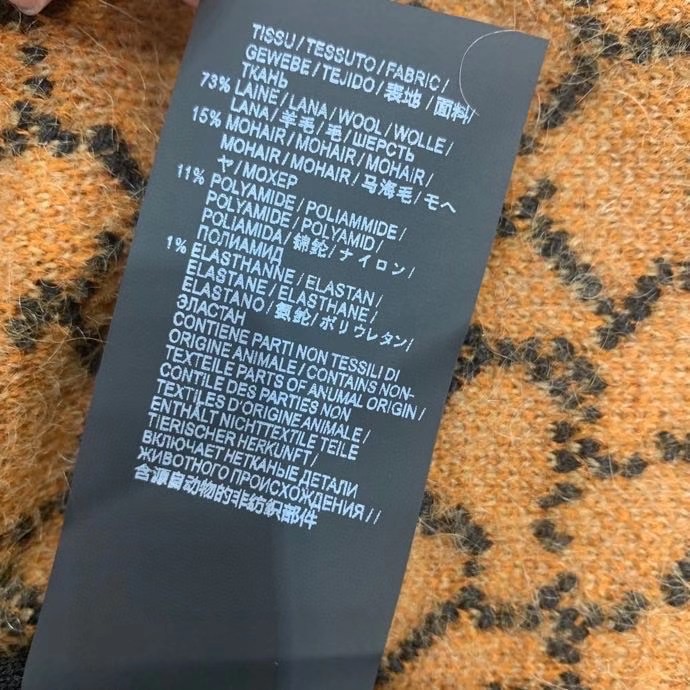 TISSU / TESSUTO / FABRIC /
GEWEBE / TEJIDO / 表地 / 面料/
ТКАНЬ
73% LAINE / LANA / WOOL / WOLLE /
LANA / 羊毛 / 毛 / ШЕРСТЬ
15% MOHAIR / MOHAIR / MOHAIR /
MOHAIR / MOHAIR / 马海毛 / モヘ
ヤ / МОХЕР
11% POLYAMIDE / POLIAMMIDE /
POLYAMIDE / POLYAMID /
POLIAMIDA / 锦纶 / ナイロン /
ПОЛИАМИД
1% ELASTHANNE / ELASTAN /
ELASTANE / ELASTHANE /
ELASTANO / 氨纶 / ポリウレタン/
ЭЛАСТАН
CONTIENE PARTI NON TESSILI DI
ORIGINE ANIMALE / CONTAINS NON-
TEXTEILE PARTS OF ANUMAL ORIGIN /
CONTILE DES PARTIES NON
TEXTILES D'ORIGINE ANIMALE /
ENTHÄLT NICHTTEXTILE TEILE
TIERISCHER HERKUNFT /
ВКЛЮЧАЕТ НЕТКАНЫЕ ДЕТАЛИ
ЖИВОТНОГО ПРОИСХОЖДЕНИЯ / /
含源自动物的非纺织部件